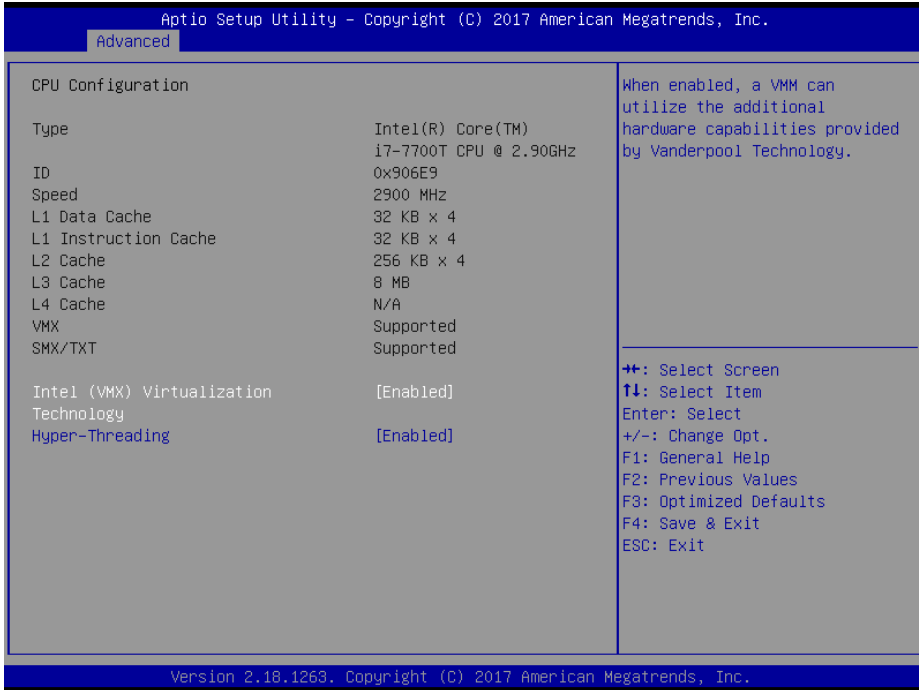 Aptio Setup Utility – Copyright (C) 2017 American Megatrends, Inc.
Advanced
CPU Configuration
Type Intel(R) Core(TM)
i7-7700T CPU @ 2.90GHz
ID 0x906E9
Speed 2900 MHz
L1 Data Cache 32 KB x 4
L1 Instruction Cache 32 KB x 4
L2 Cache 256 KB x 4
L3 Cache 8 MB
L4 Cache N/A
VMX Supported
SMX/TXT Supported
Intel (VMX) Virtualization [Enabled]
Technology
Hyper-Threading [Enabled]
When enabled, a VMM can
utilize the additional
hardware capabilities provided
by Vanderpool Technology.
→←: Select Screen
↑↓: Select Item
Enter: Select
+/-: Change Opt.
F1: General Help
F2: Previous Values
F3: Optimized Defaults
F4: Save & Exit
ESC: Exit
Version 2.18.1263. Copyright (C) 2017 American Megatrends, Inc.